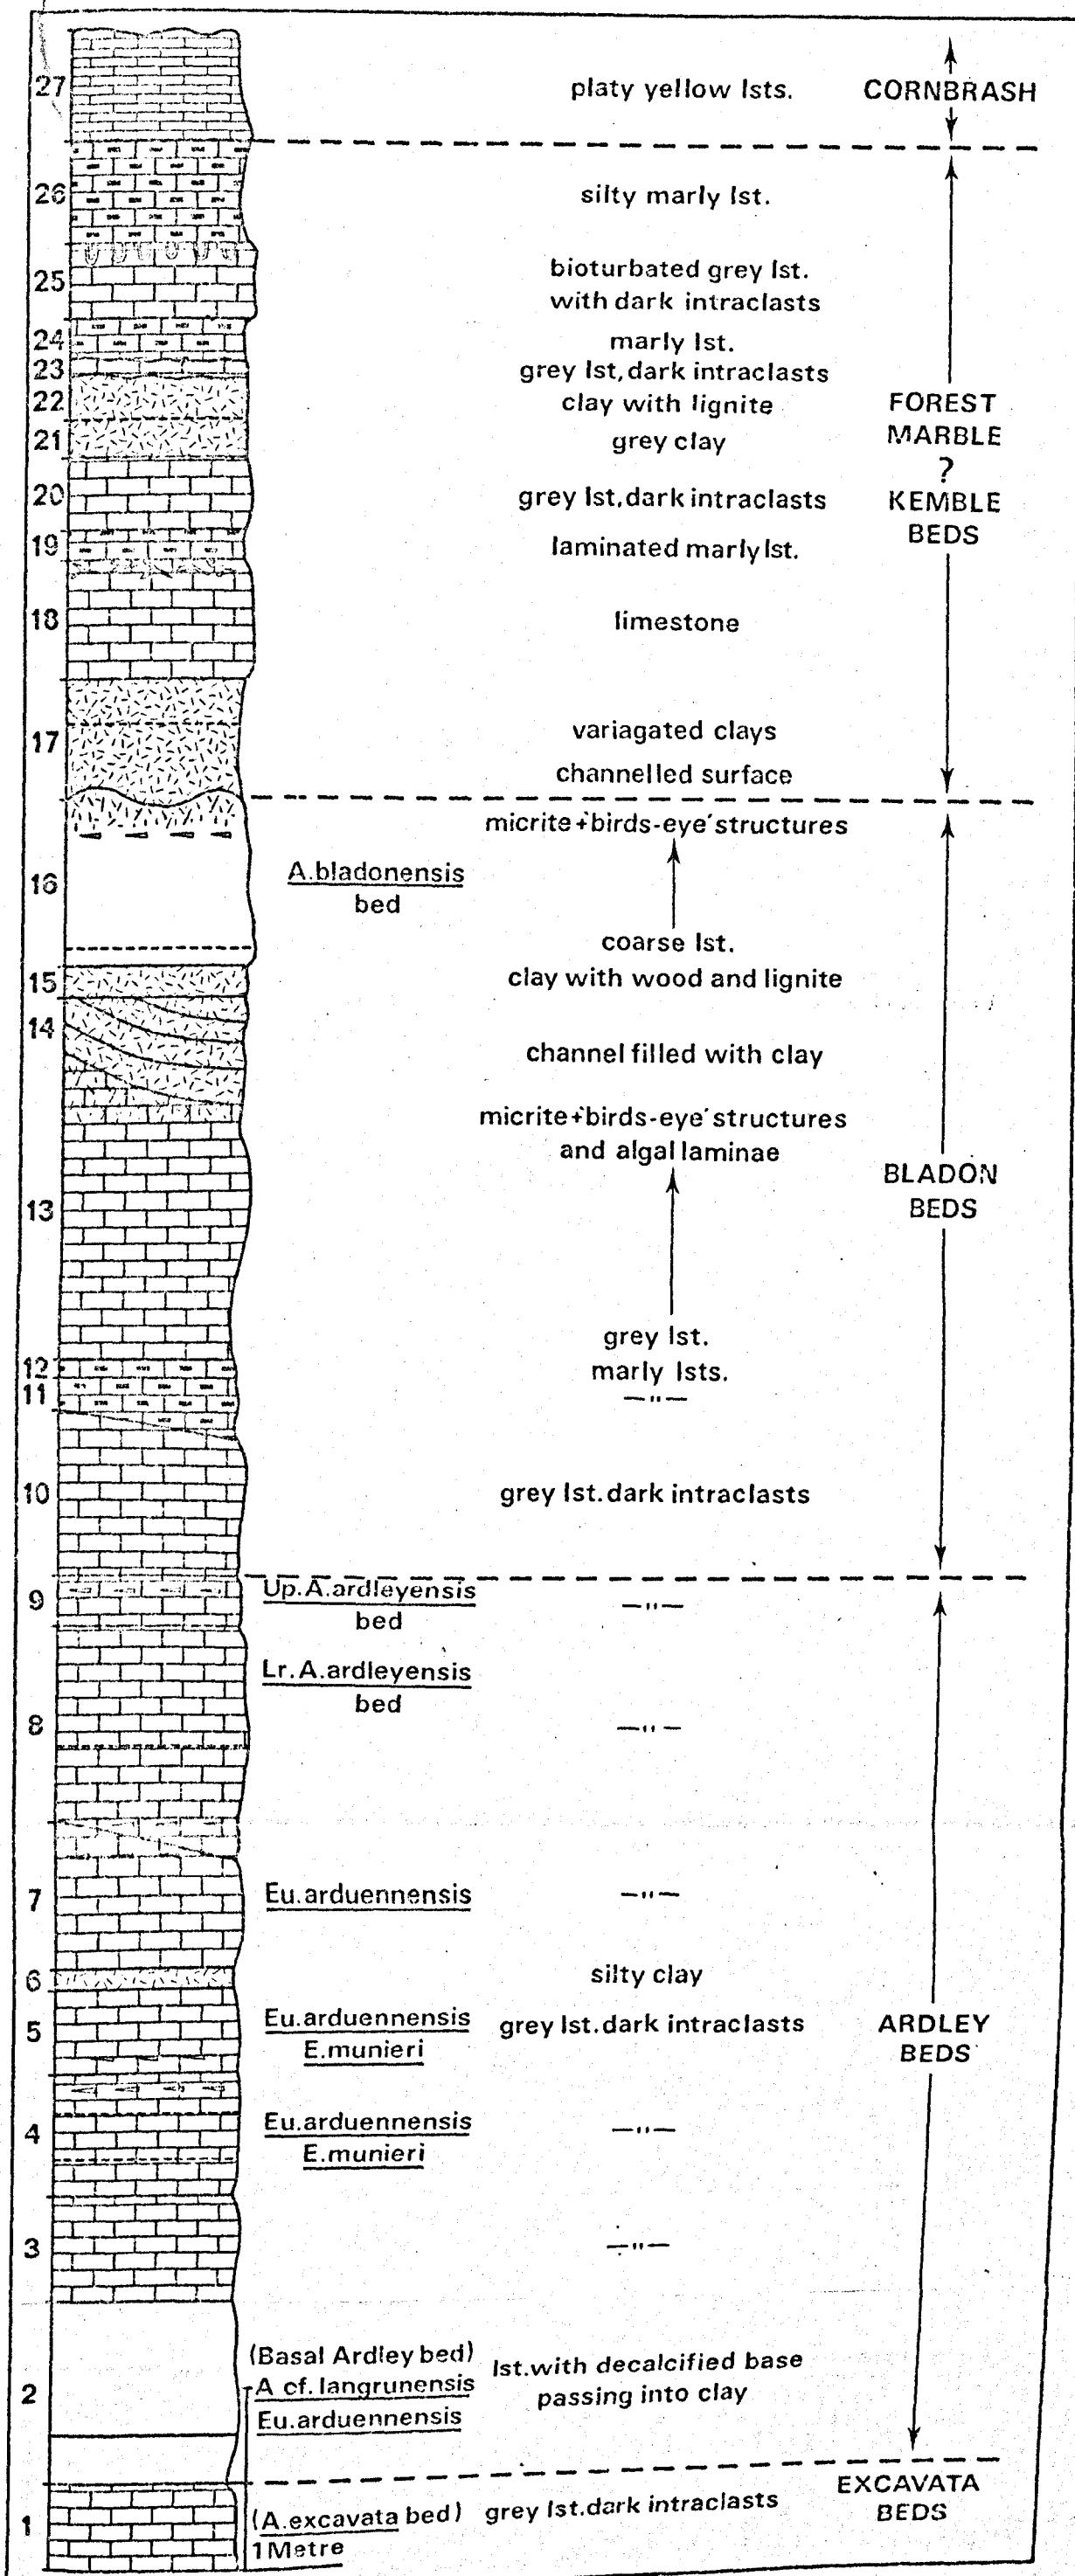 27 platy yellow lsts. CORNBRASH
26 silty marly lst.
25 bioturbated grey lst.
with dark intraclasts
24 marly lst.
23 grey lst, dark intraclasts
22 clay with lignite FOREST
21 grey clay MARBLE
?
20 grey lst. dark intraclasts KEMBLE
BEDS
19 laminated marly lst.
18 limestone
17 variagated clays
channelled surface
micrite+birds-eye' structures
16 A. bladonensis
bed
coarse lst.
15 clay with wood and lignite
14 channel filled with clay
micrite+birds-eye' structures
and algal laminae
BLADON
13 BEDS
grey lst.
12 marly lsts.
11 —"—
10 grey lst. dark intraclasts
9 Up. A. ardleyensis —"—
bed
Lr. A. ardleyensis
bed
8 —"—
7 Eu. arduennensis —"—
6 silty clay
5 Eu. arduennensis grey lst. dark intraclasts ARDLEY
E. munieri BEDS
4 Eu. arduennensis —"—
E. munieri
3 —"—
(Basal Ardley bed) lst. with decalcified base
2 A cf. langrunensis passing into clay
Eu. arduennensis
EXCAVATA
1 (A. excavata bed) grey lst. dark intraclasts BEDS
1 Metre